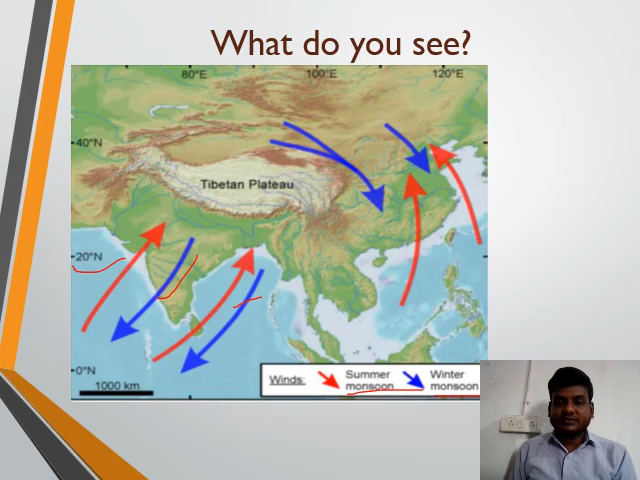 What do you see?
80°E 100°E 120°E
40°N
Tibetan Plateau
20°N
0°N
1000 km
Winds: Summer monsoon Winter monsoon